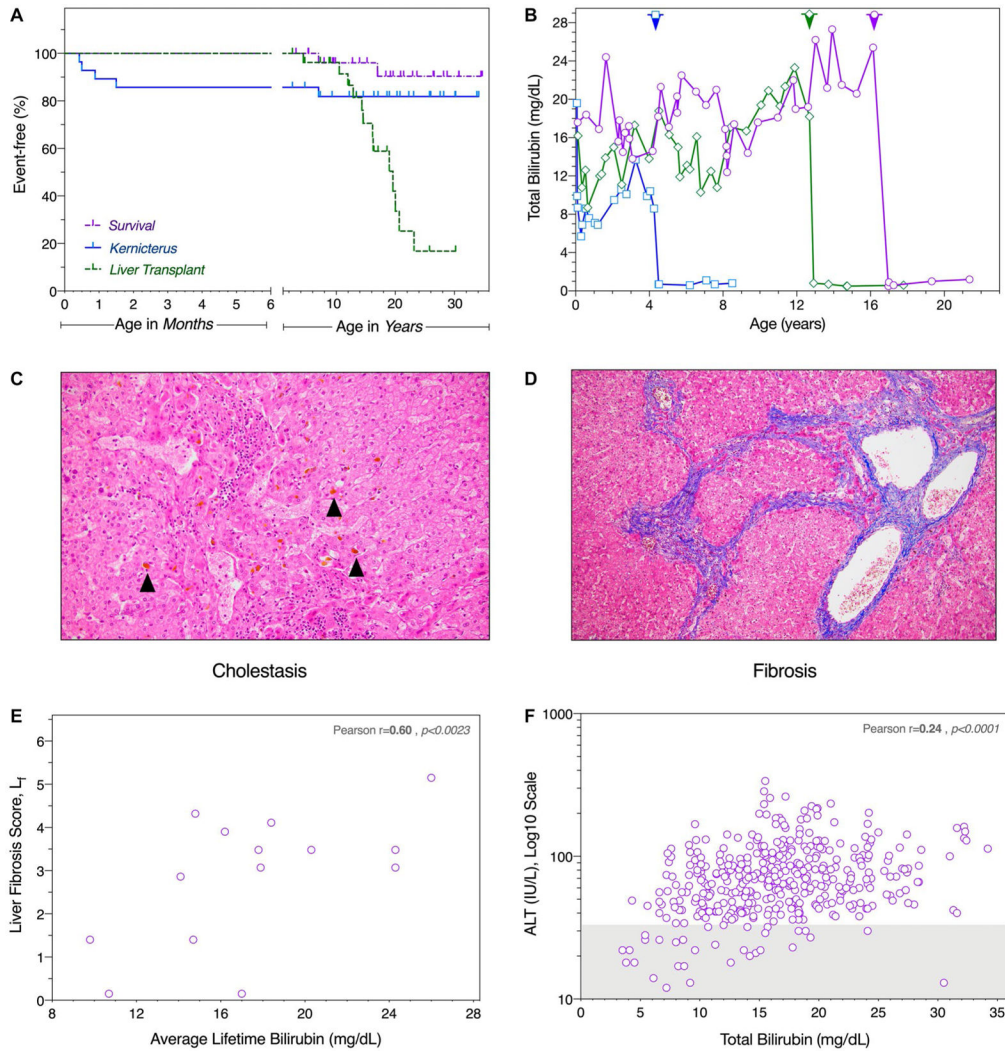 A
Event-free (%)
100
80
60
40
20
0
Survival
Kernicterus
Liver Transplant
0 1 2 3 4 5 6 10 20 30
Age in Months
Age in Years
B
Total Bilirubin (mg/dL)
28
24
20
16
12
8
4
0
0 4 8 12 16 20
Age (years)
C
Cholestasis
D
Fibrosis
E
Pearson r=0.60 , p<0.0023
Liver Fibrosis Score, Lf
6
5
4
3
2
1
0
8 12 16 20 24 28
Average Lifetime Bilirubin (mg/dL)
F
Pearson r=0.24 , p<0.0001
ALT (IU/L), Log10 Scale
1000
100
10
0 5 10 15 20 25 30 35
Total Bilirubin (mg/dL)